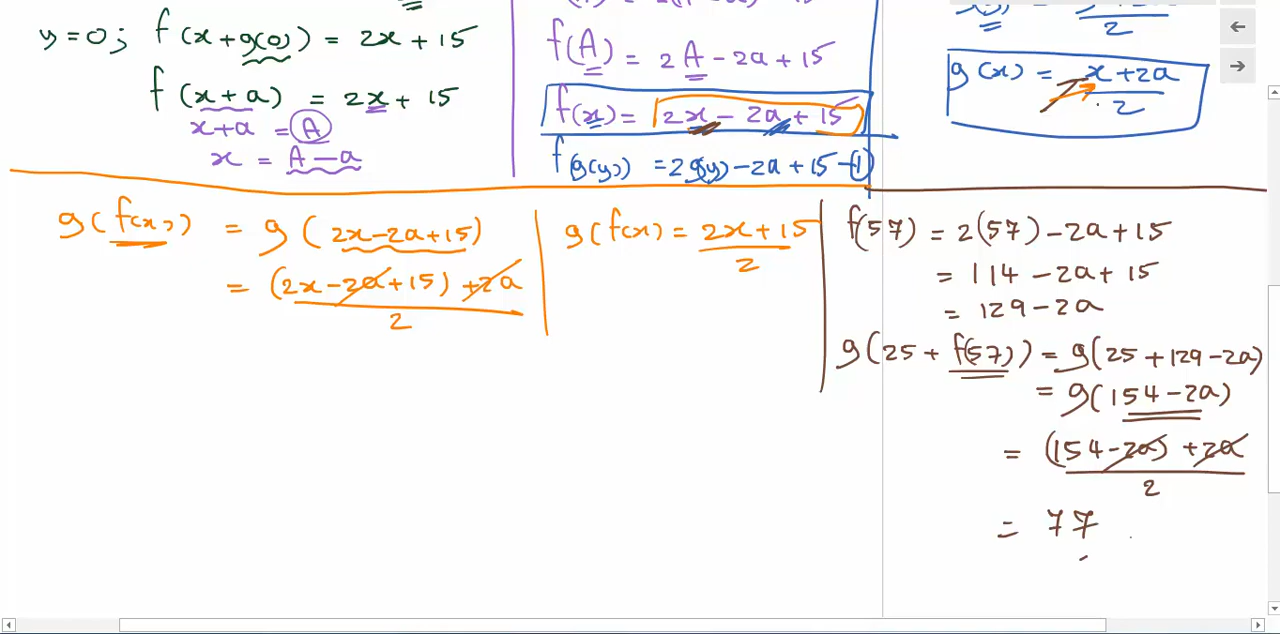 y=0; f(x+g(0)) = 2x+15
f(x+a) = 2x+15
x+a = A
x = A-a
f(A) = 2A-2a+15
f(x) = 2x-2a+15
f(g(y)) = 2g(y)-2a+15-(1)
2
g(x) = x+2a
2
g(f(x)) = g(2x-2a+15)
= (2x-2a+15)+2a
2
g(f(x) = 2x+15
2
f(57) = 2(57)-2a+15
= 114-2a+15
= 129-2a
g(25+f(57)) = g(25+129-2a)
= g(154-2a)
= (154-2a)+2a
2
= 77